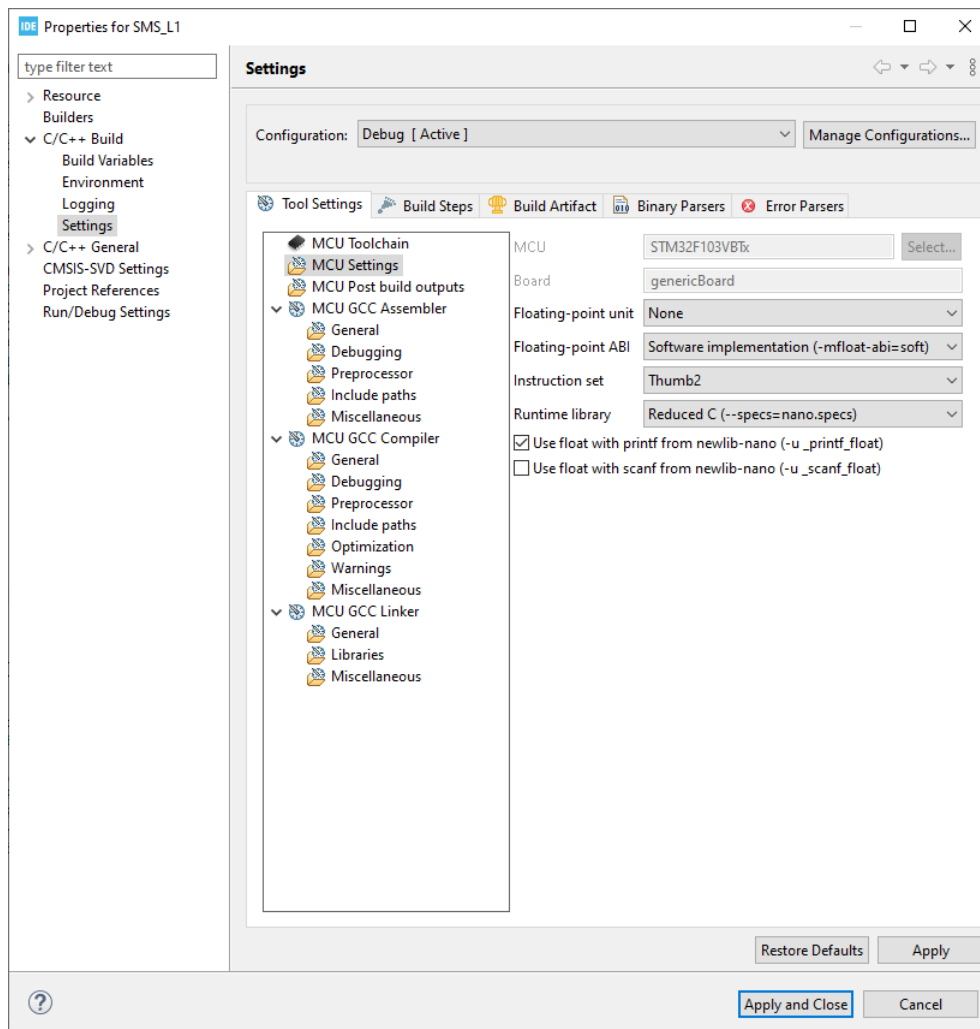 IDE Properties for SMS_L1
type filter text
Settings
Resource
Builders
C/C++ Build
Build Variables
Environment
Logging
Settings
C/C++ General
CMSIS-SVD Settings
Project References
Run/Debug Settings
Configuration: Debug [ Active ] Manage Configurations...
Tool Settings Build Steps Build Artifact Binary Parsers Error Parsers
MCU Toolchain
MCU Settings
MCU Post build outputs
MCU GCC Assembler
General
Debugging
Preprocessor
Include paths
Miscellaneous
MCU GCC Compiler
General
Debugging
Preprocessor
Include paths
Optimization
Warnings
Miscellaneous
MCU GCC Linker
General
Libraries
Miscellaneous
MCU STM32F103VBTx Select...
Board genericBoard
Floating-point unit None
Floating-point ABI Software implementation (-mfloat-abi=soft)
Instruction set Thumb2
Runtime library Reduced C (--specs=nano.specs)
Use float with printf from newlib-nano (-u _printf_float)
Use float with scanf from newlib-nano (-u _scanf_float)
Restore Defaults Apply
? Apply and Close Cancel